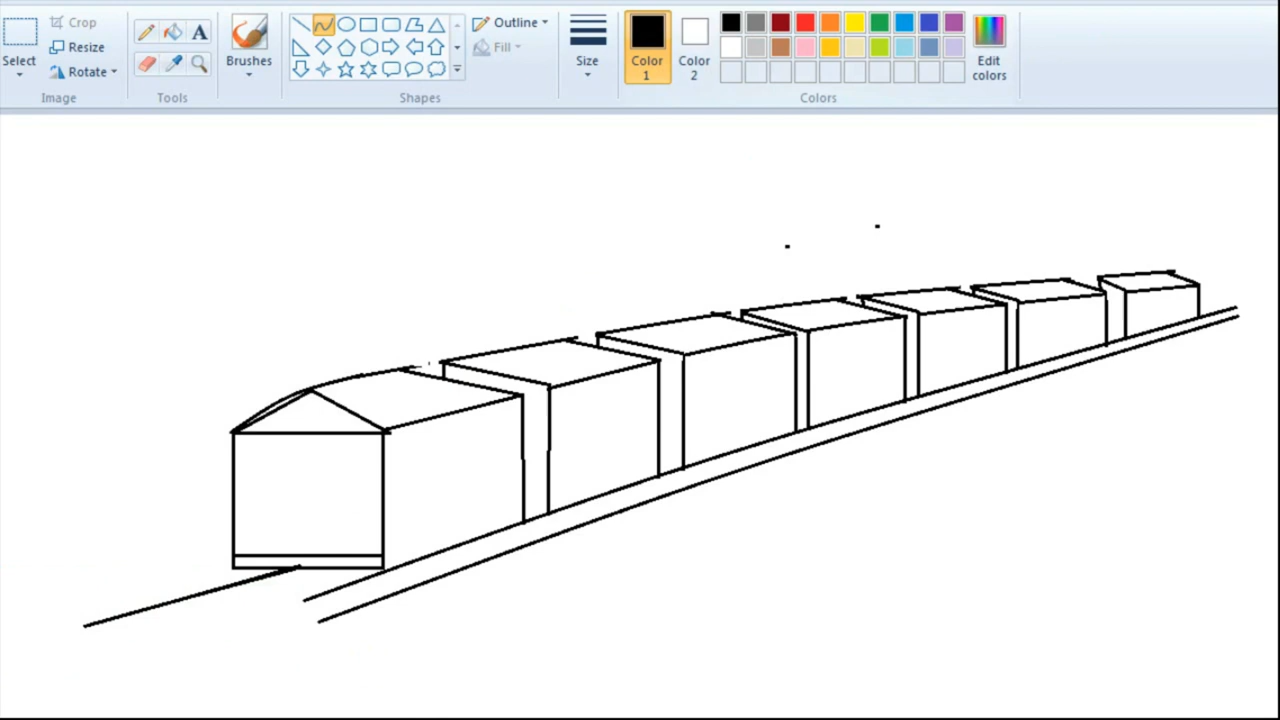 Select
Crop
Resize
Rotate
Image
A
Tools
Brushes
Outline
Fill
Shapes
Size
Color
1
Color
2
Edit
colors
Colors